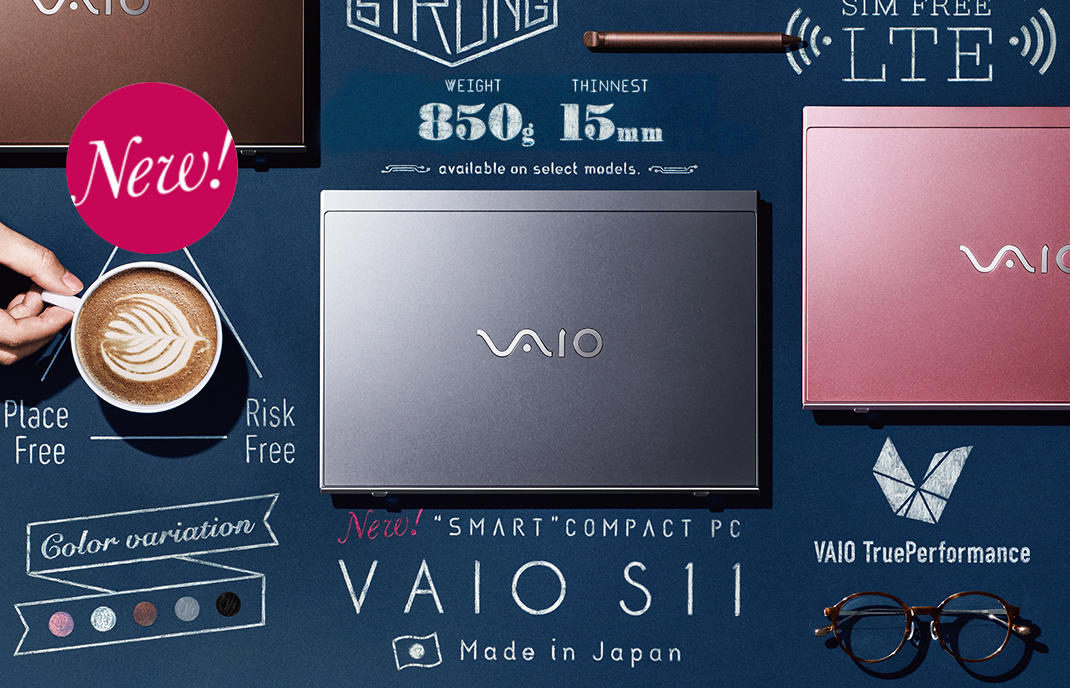 VAIO
STRONG
SIM FREE
LTE
WEIGHT THINNEST
850g 15mm
available on select models.
New!
VAIO
VAIO
Place
Free
Risk
Free
Color variation
VAIO TruePerformance
New! "SMART" COMPACT PC
VAIO S11
Made in Japan